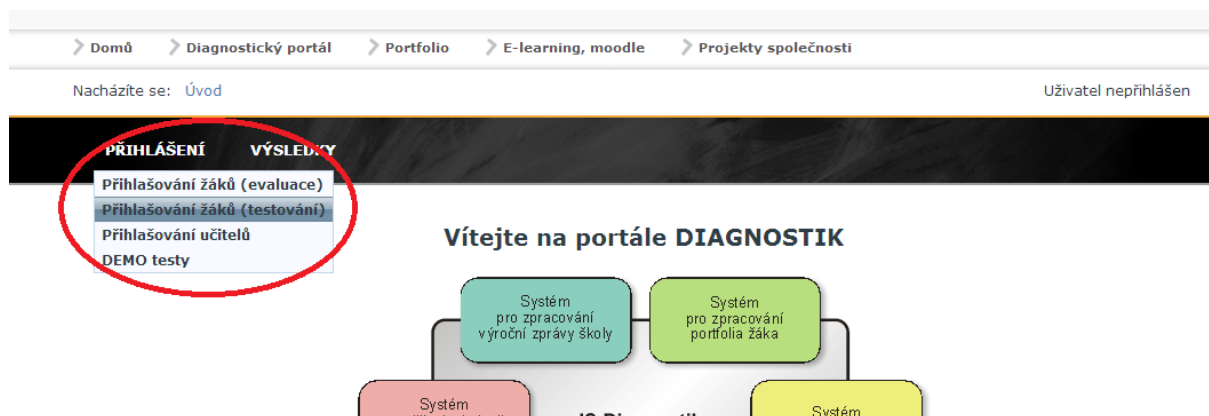 Domů Diagnostický portál Portfolio E-learning, moodle Projekty společnosti
Nacházíte se: Úvod Uživatel nepřihlášen
PŘIHLÁŠENÍ VÝSLEDKY
Přihlašování žáků (evaluace)
Přihlašování žáků (testování)
Přihlašování učitelů
DEMO testy
Vítejte na portále DIAGNOSTIK
Systém
pro zpracování
výroční zprávy školy
Systém
pro zpracování
portfolia žáka
Systém
Systém